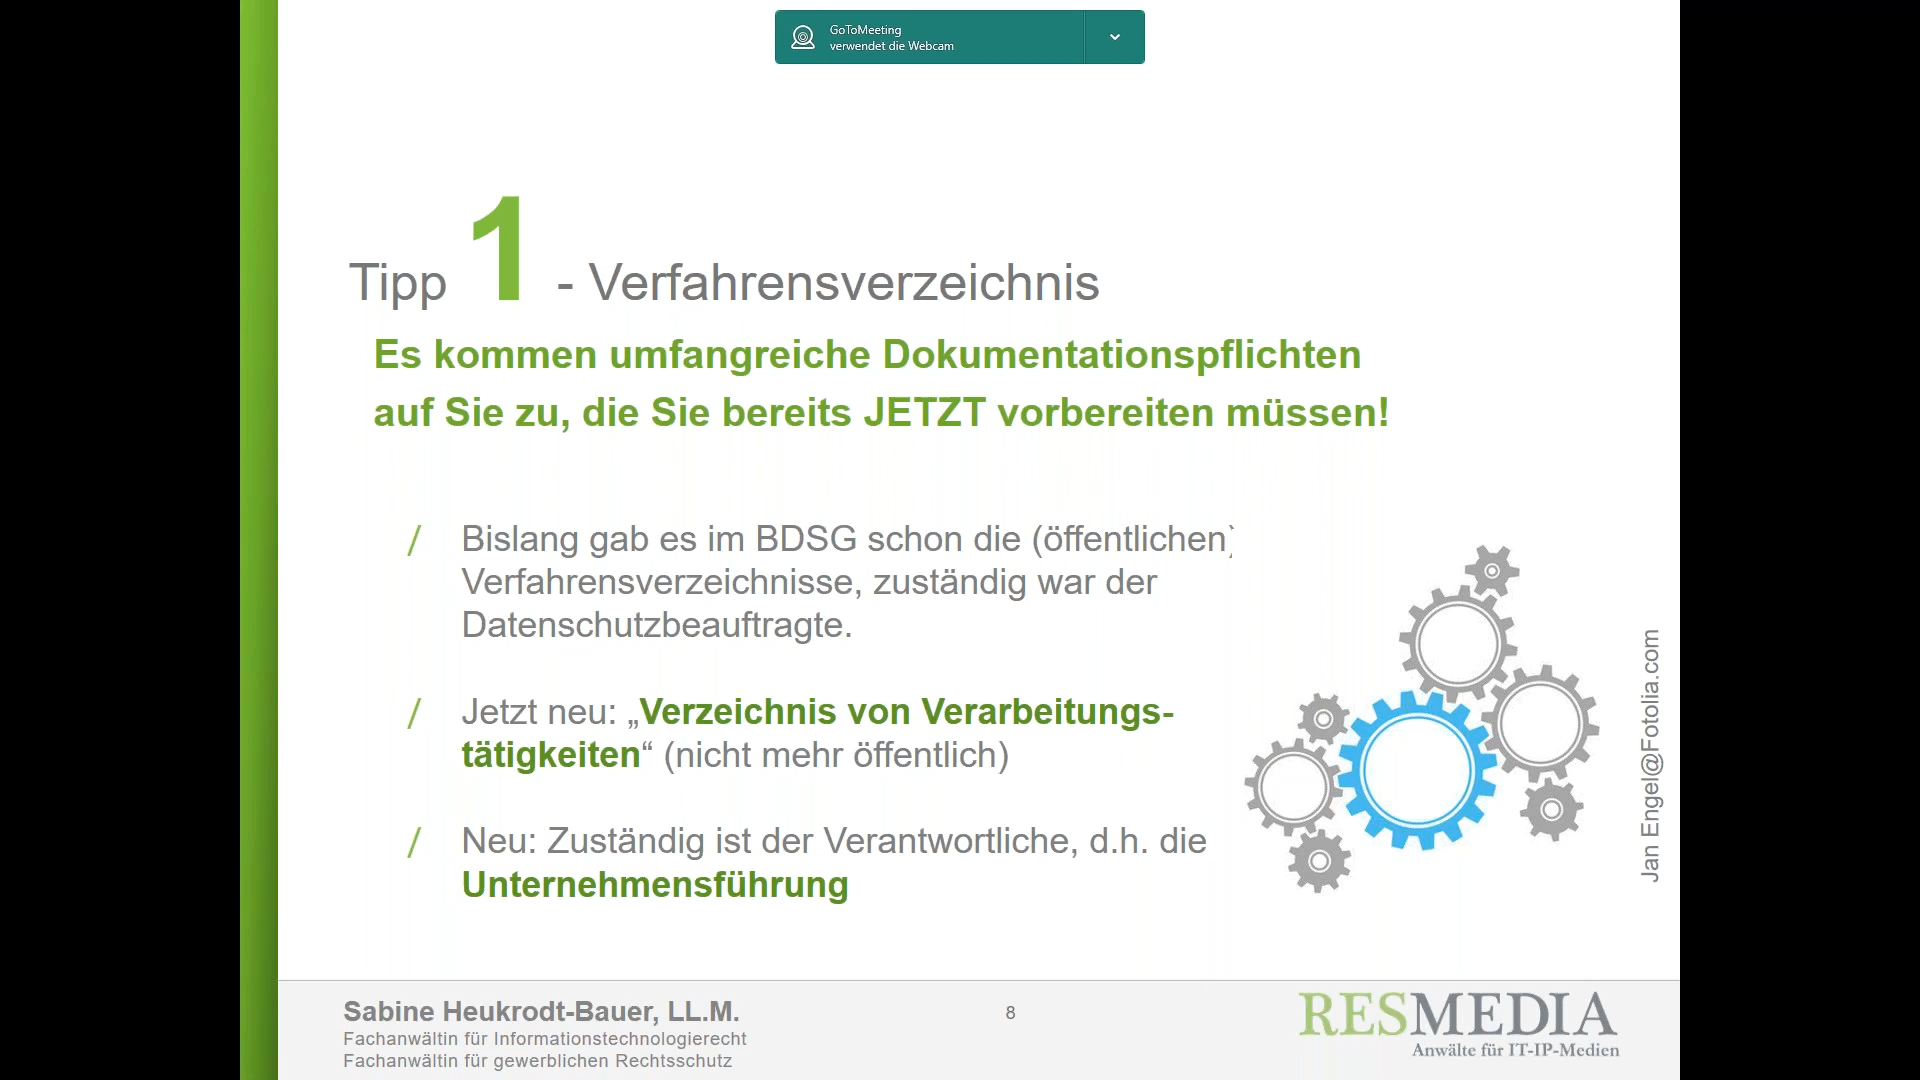 GoToMeeting
verwendet die Webcam
Tipp 1 - Verfahrensverzeichnis
Es kommen umfangreiche Dokumentationspflichten
auf Sie zu, die Sie bereits JETZT vorbereiten müssen!
/ Bislang gab es im BDSG schon die (öffentlichen)
Verfahrensverzeichnisse, zuständig war der
Datenschutzbeauftragte.
/ Jetzt neu: „Verzeichnis von Verarbeitungs-
tätigkeiten“ (nicht mehr öffentlich)
/ Neu: Zuständig ist der Verantwortliche, d.h. die
Unternehmensführung
Jan Engel@Fotolia.com
Sabine Heukrodt-Bauer, LL.M.
Fachanwältin für Informationstechnologierecht
Fachanwältin für gewerblichen Rechtsschutz
8
RESMEDIA
Anwälte für IT-IP-Medien